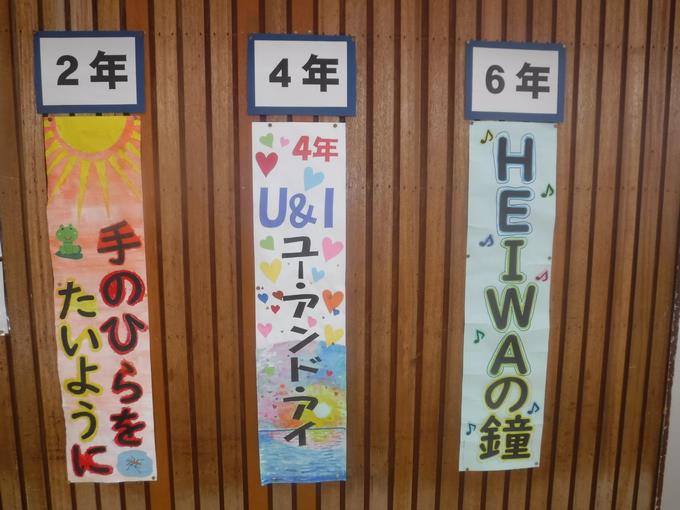 2年
手のひらを
たいように
4年
4年
U&I
ユー・アンド・アイ
6年
HEIWAの鐘